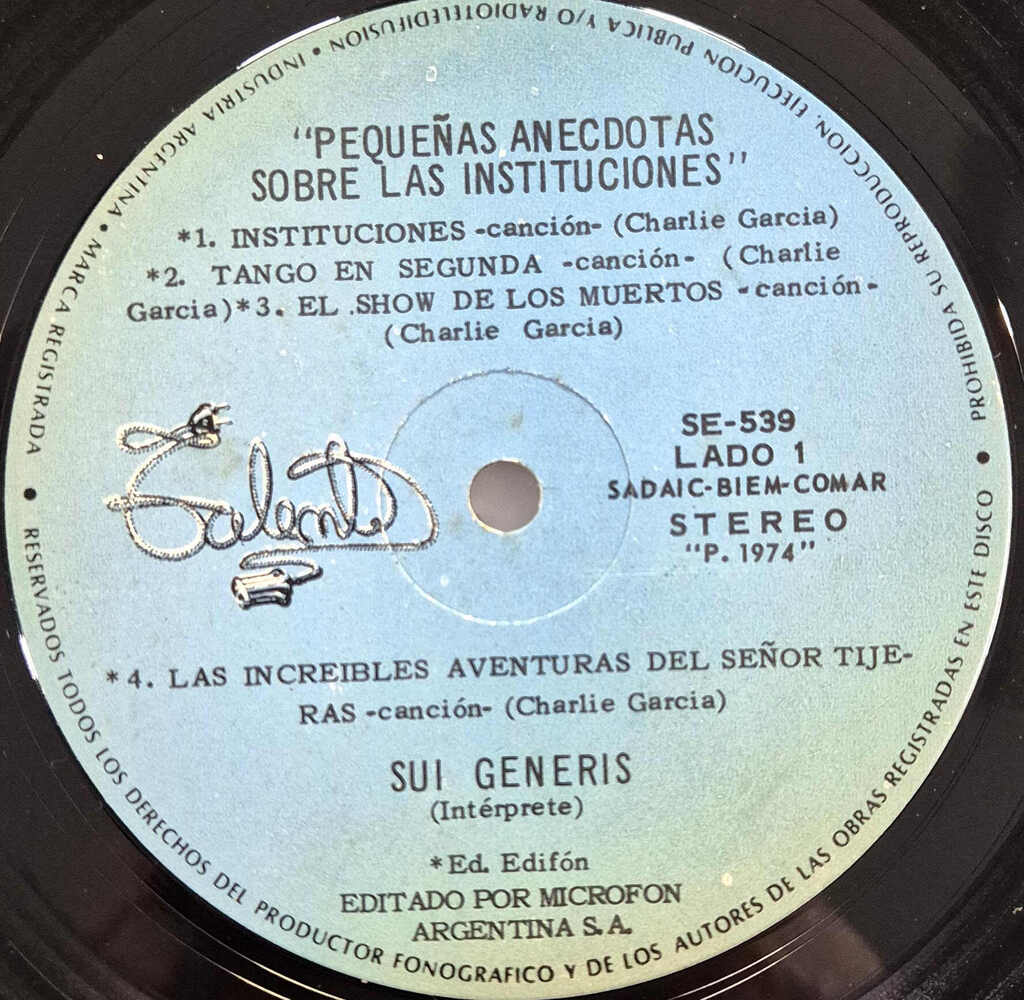 "PEQUEÑAS ANECDOTAS
SOBRE LAS INSTITUCIONES"
*1. INSTITUCIONES -canción- (Charlie Garcia)
*2. TANGO EN SEGUNDA -canción- (Charlie
Garcia)*3. EL .SHOW DE LOS MUERTOS -canción-
(Charlie Garcia)
Talent
SE-539
LADO 1
SADAIC-BIEM-COMAR
STEREO
"P. 1974"
*4. LAS INCREIBLES AVENTURAS DEL SEÑOR TIJE-
RAS -canción- (Charlie Garcia)
SUI GENERIS
(Intérprete)
*Ed. Edifón
EDITADO POR MICROFON
ARGENTINA S.A.
RESERVADOS TODOS LOS DERECHOS DEL PRODUCTOR FONOGRAFICO Y DE LOS AUTORES DE LAS OBRAS REGISTRADAS EN ESTE DISCO • PROHIBIDA SU REPRODUCCION, EJECUCION PUBLICA Y/O RADIOTELEDIFUSION • INDUSTRIA ARGENTINA • MARCA REGISTRADA •